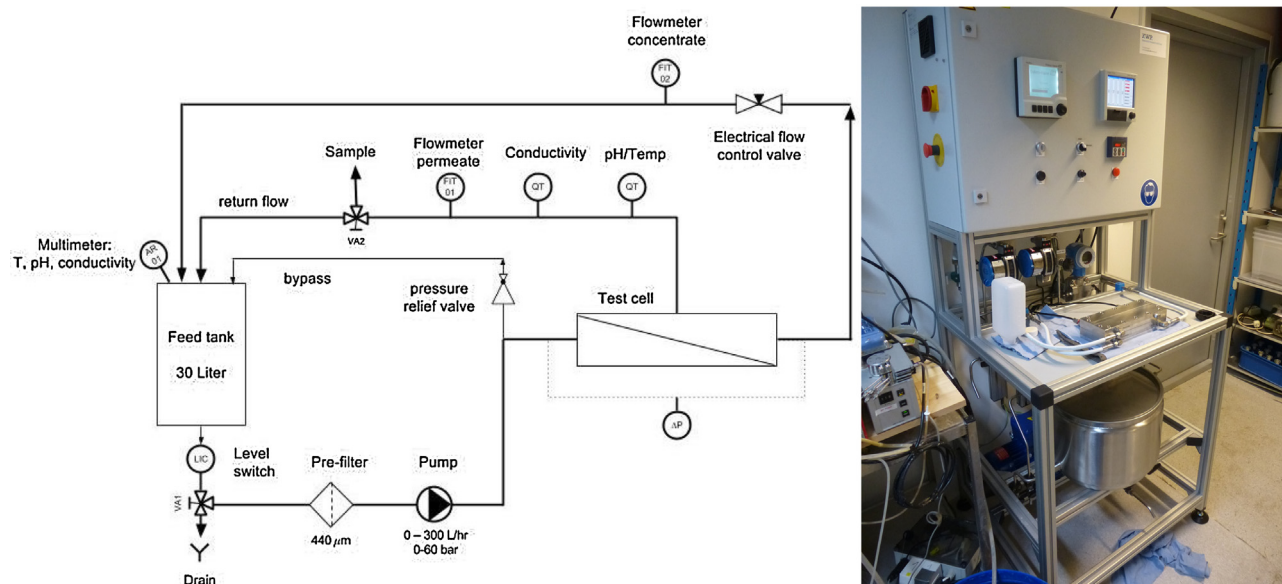 Flowmeter
concentrate
FIT
02
Electrical flow
control valve
Sample
Flowmeter
permeate
Conductivity
pH/Temp
FIT
01
QT
QT
return flow
VA2
Multimeter:
T, pH, conductivity
AR
01
bypass
pressure
relief valve
Test cell
Feed tank
30 Liter
ΔP
LIC
Level
switch
Pre-filter
Pump
VA1
440 µm
0 – 300 L/hr
0-60 bar
Drain